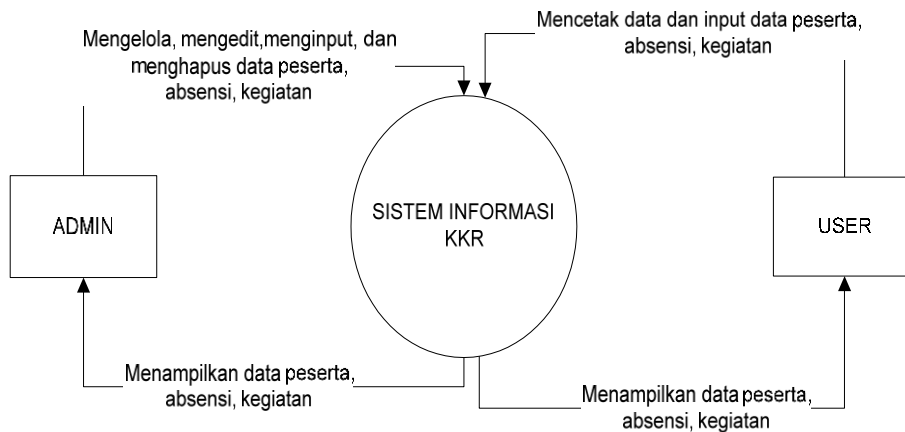 Mengelola, mengedit,menginput, dan
menghapus data peserta,
absensi, kegiatan
Mencetak data dan input data peserta,
absensi, kegiatan
ADMIN
SISTEM INFORMASI
KKR
USER
Menampilkan data peserta,
absensi, kegiatan
Menampilkan data peserta,
absensi, kegiatan